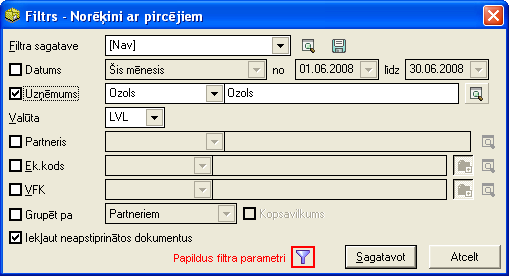 Filtrs - Norēķini ar pircējiem
Filtra sagatave [Nav]
Datums Šis mēnesis no 01.06.2008 līdz 30.06.2008
Uzņēmums Ozols Ozols
Valūta LVL
Partneris
Ek.kods
VFK
Grupēt pa Partneriem Kopsavilkums
Iekļaut neapstiprinātos dokumentus
Papildus filtra parametri Sagatavot Atcelt